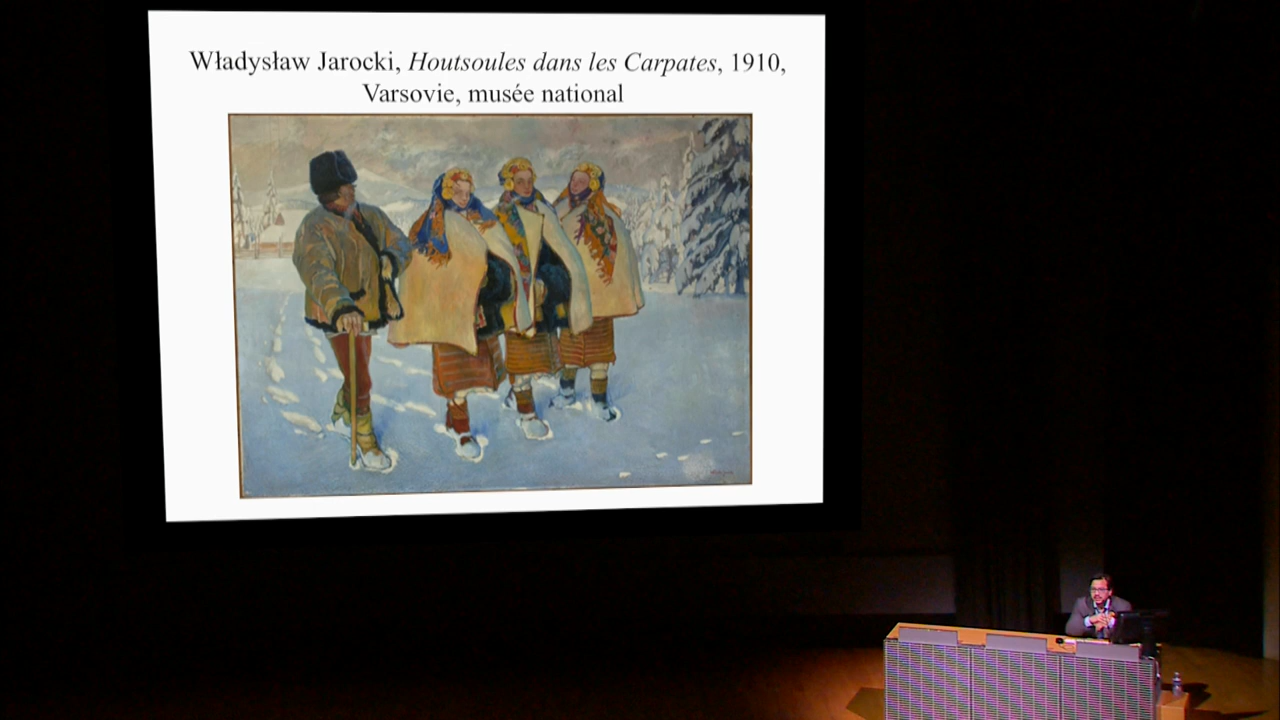 Władysław Jarocki, Houtsoules dans les Carpates, 1910,
Varsovie, musée national